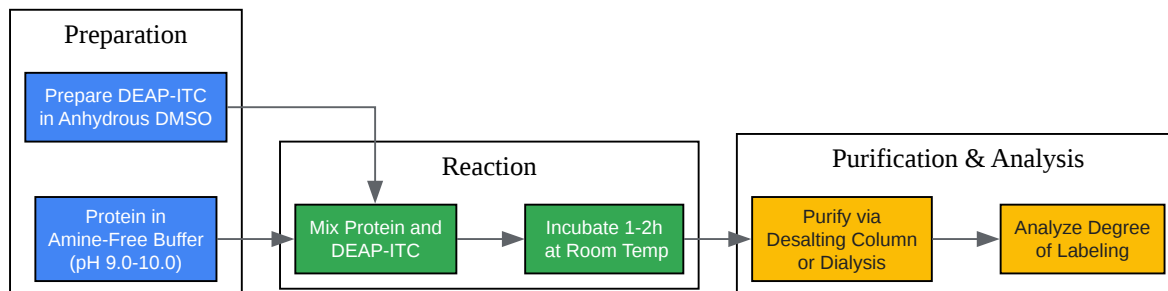 Preparation
Prepare DEAP-ITC
in Anhydrous DMSO
Protein in
Amine-Free Buffer
(pH 9.0-10.0)
Reaction
Mix Protein and
DEAP-ITC
Incubate 1-2h
at Room Temp
Purification & Analysis
Purify via
Desalting Column
or Dialysis
Analyze Degree
of Labeling